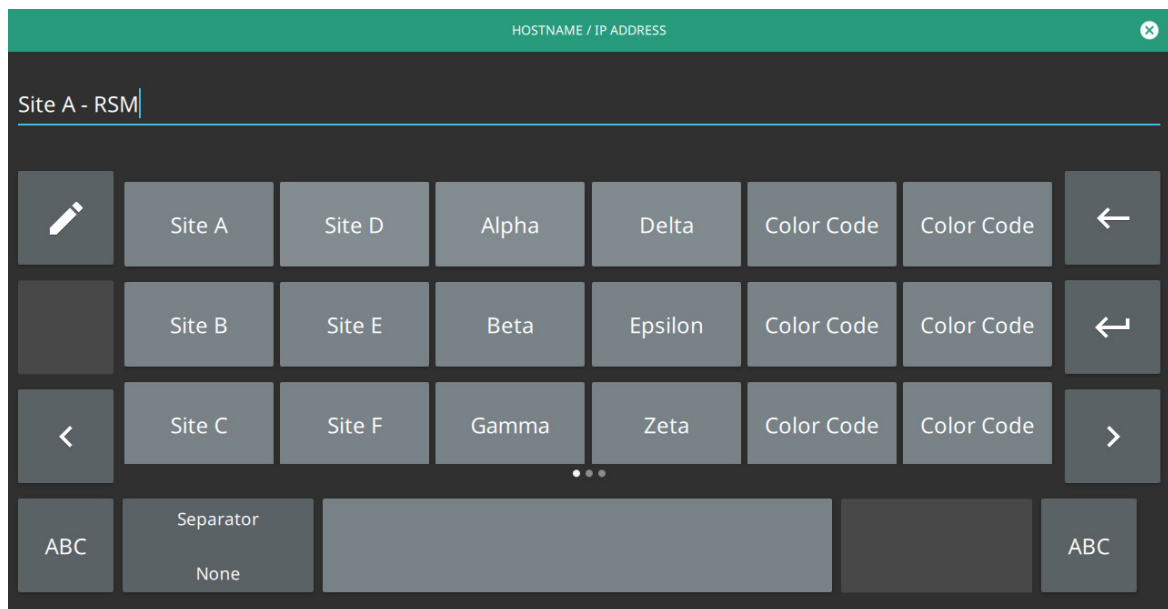 HOSTNAME / IP ADDRESS
Site A - RSM
Site A Site D Alpha Delta Color Code Color Code
Site B Site E Beta Epsilon Color Code Color Code
Site C Site F Gamma Zeta Color Code Color Code
ABC Separator ABC
None